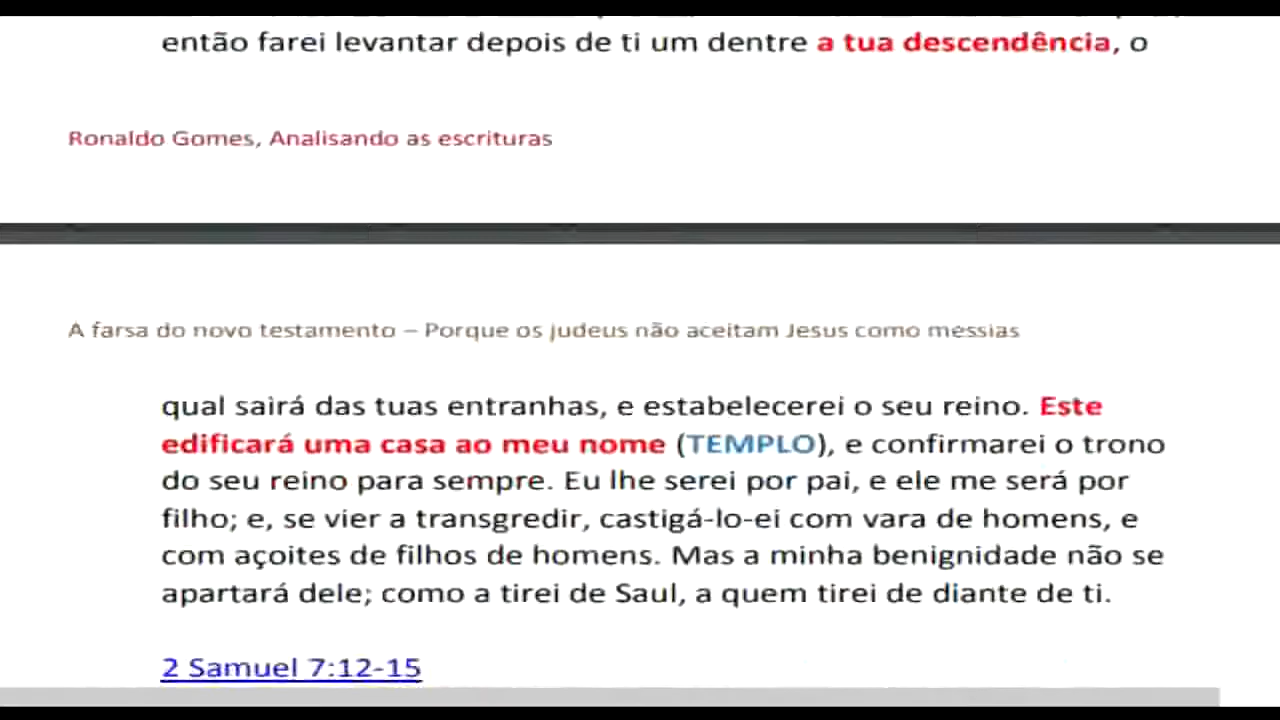 então farei levantar depois de ti um dentre a tua descendência, o
Ronaldo Gomes, Analisando as escrituras
A farsa do novo testamento – Porque os judeus não aceitam Jesus como messias
qual sairá das tuas entranhas, e estabelecerei o seu reino. Este
edificará uma casa ao meu nome (TEMPLO), e confirmarei o trono
do seu reino para sempre. Eu lhe serei por pai, e ele me será por
filho; e, se vier a transgredir, castigá-lo-ei com vara de homens, e
com açoites de filhos de homens. Mas a minha benignidade não se
apartará dele; como a tirei de Saul, a quem tirei de diante de ti.
2 Samuel 7:12-15